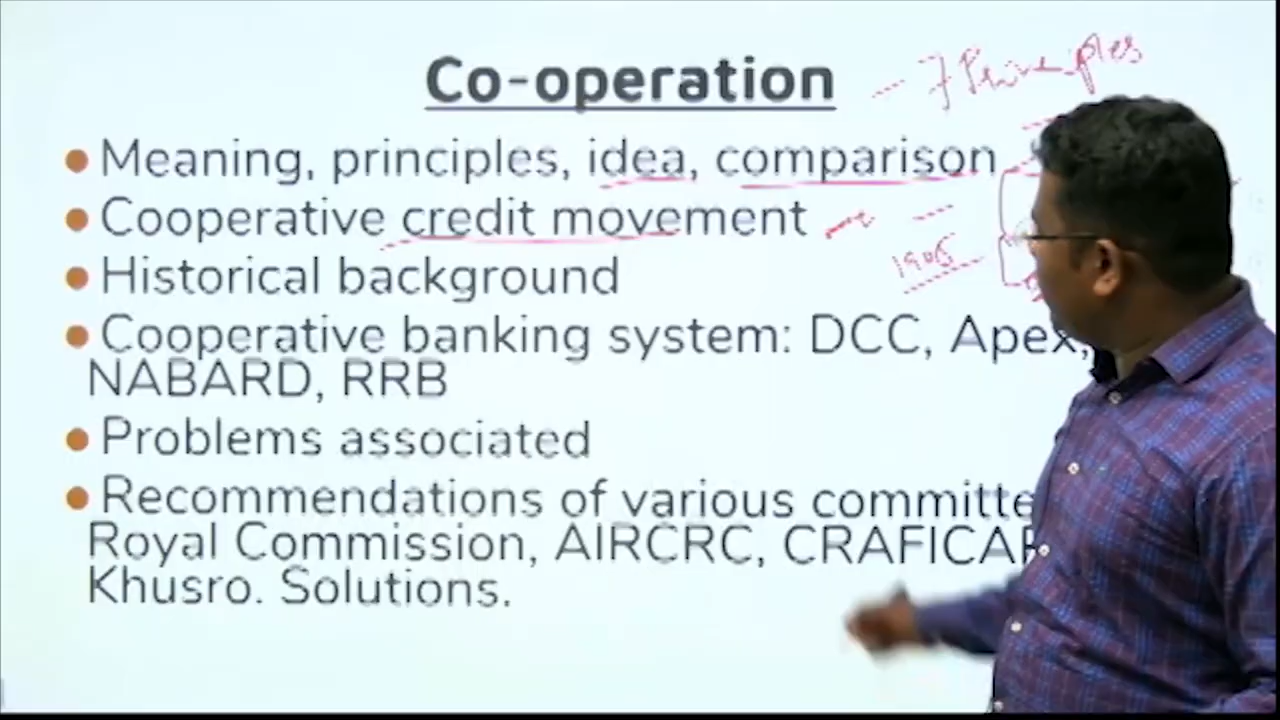 Co-operation
- 7 Principles
• Meaning, principles, idea, comparison
• Cooperative credit movement
1905
• Historical background
• Cooperative banking system: DCC, Apex,
NABARD, RRB
• Problems associated
• Recommendations of various committe
Royal Commission, AIRCRC, CRAFICAR
Khusro. Solutions.